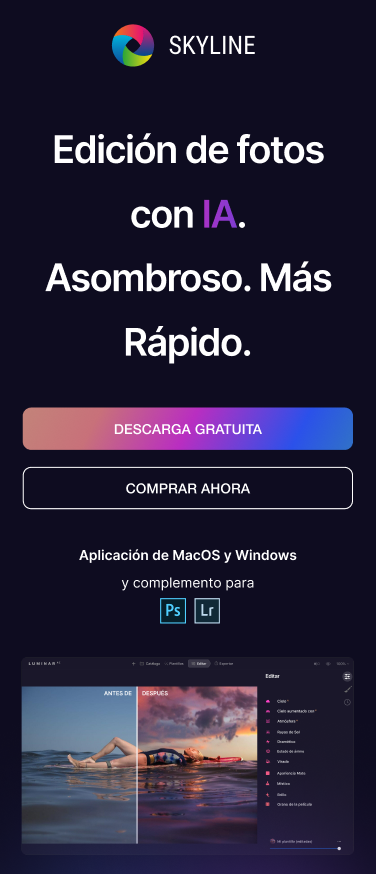 SKYLINE
Edición de fotos
con IA.
Asombroso. Más
Rápido.
DESCARGA GRATUITA
COMPRAR AHORA
Aplicación de MacOS y Windows
y complemento para
Ps Lr
LUMINAR
Catálogo Plantillas Editar Exportar
Editar
ANTES DE DESPUÉS
Cielo
Cielo aumentado con
Atmósfera
Rayos de Sol
Dramático
Estado de ánimo
Virado
Apariencia Mate
Místico
Brillo
Grano de la película